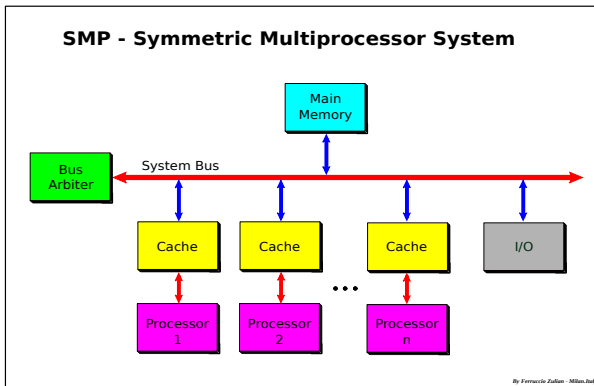 SMP - Symmetric Multiprocessor System
Main
Memory
System Bus
Bus
Arbiter
Cache
Cache
Cache
I/O
...
Processor
1
Processor
2
Processor
n
By Ferruccio Zulian - Milan.Ital